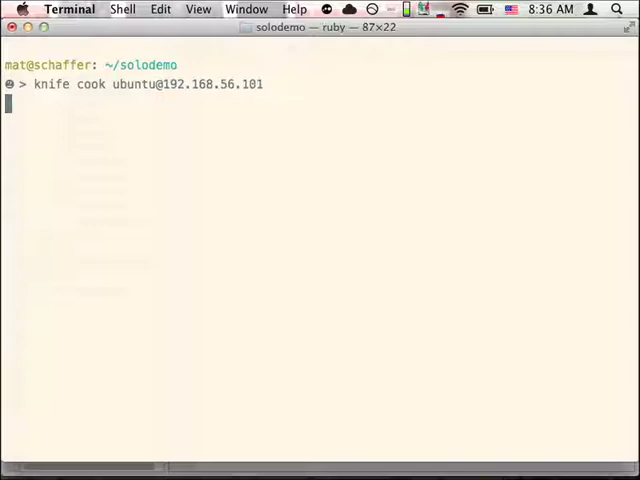 Terminal Shell Edit View Window Help 8:36 AM
solodemo — ruby — 87×22
mat@schaffer: ~/solodemo
> knife cook ubuntu@192.168.56.101